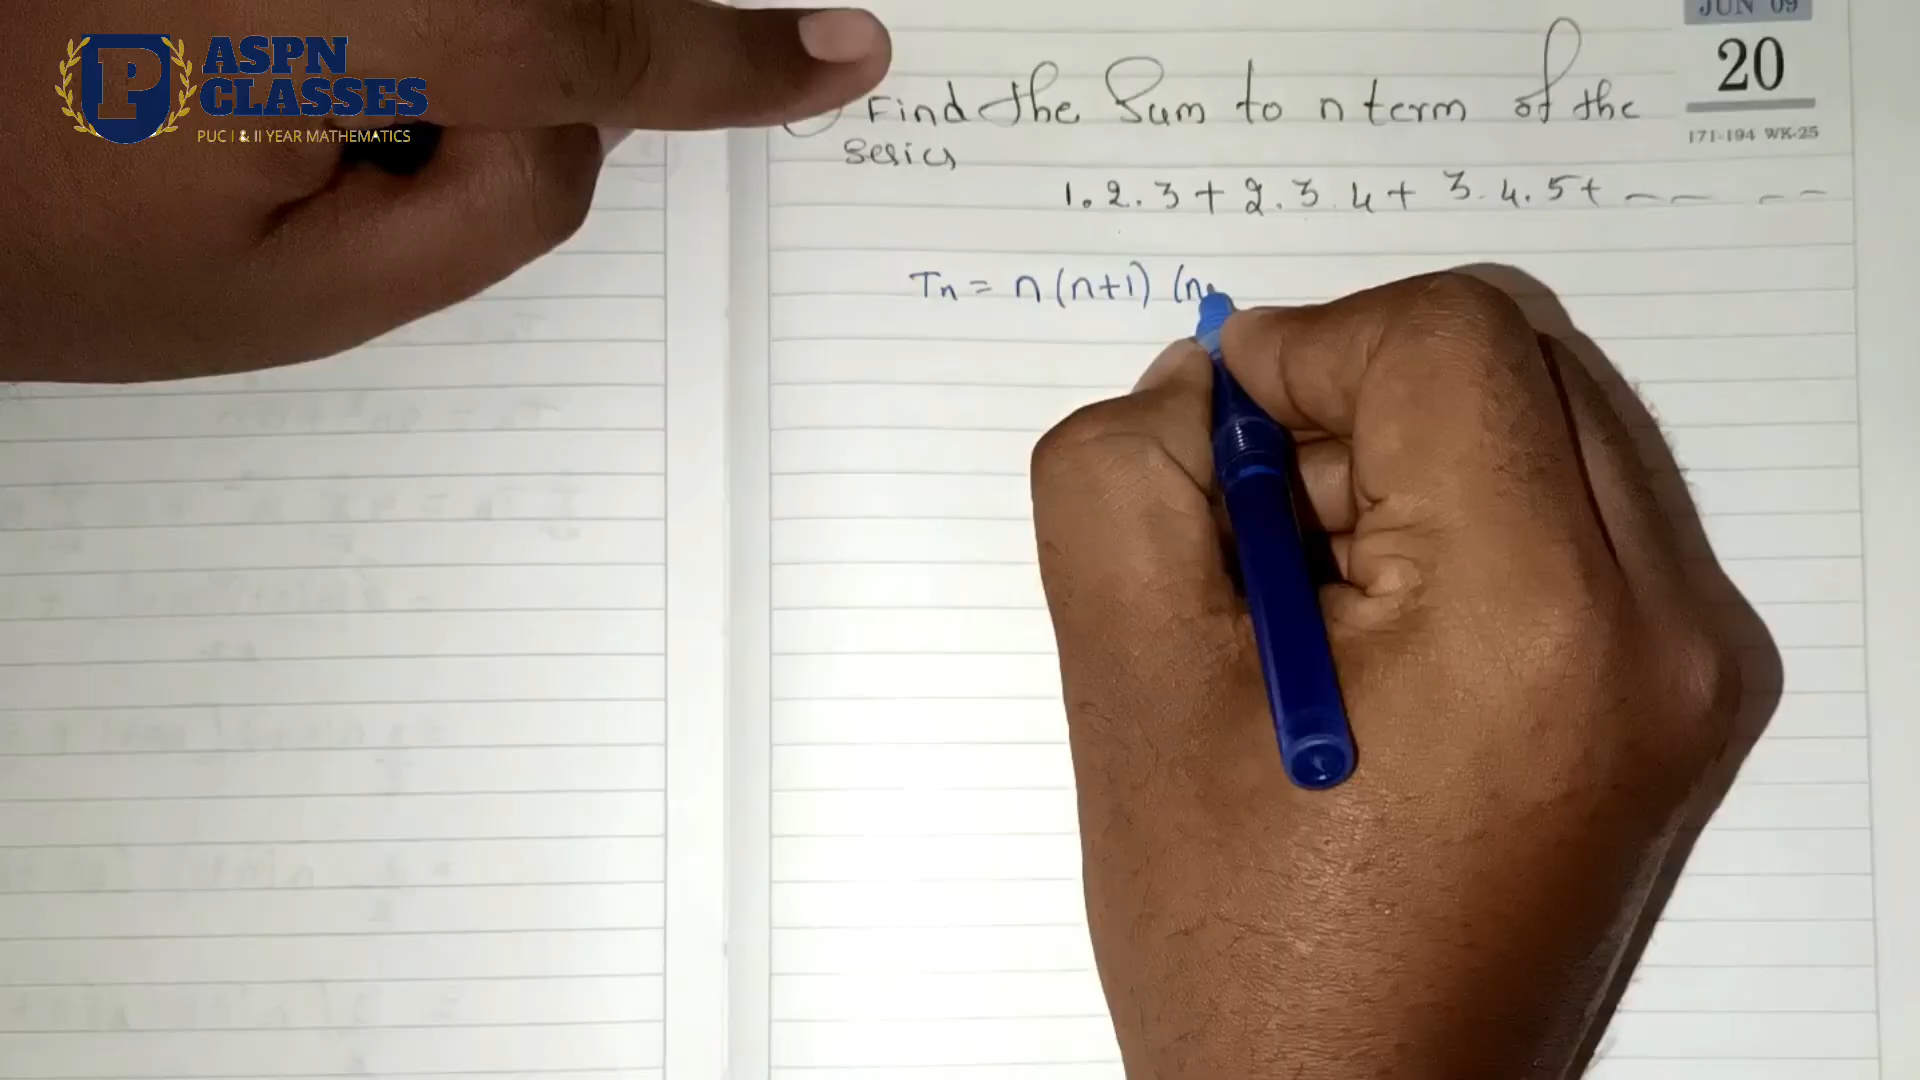 P ASPN
CLASSES
PUC I & II YEAR MATHEMATICS
JUN 09
20
171-194 WK-25
Find the Sum to n term of the
Series
1.2.3 + 2.3.4 + 3.4.5 + -- --
Tn = n(n+1) (n